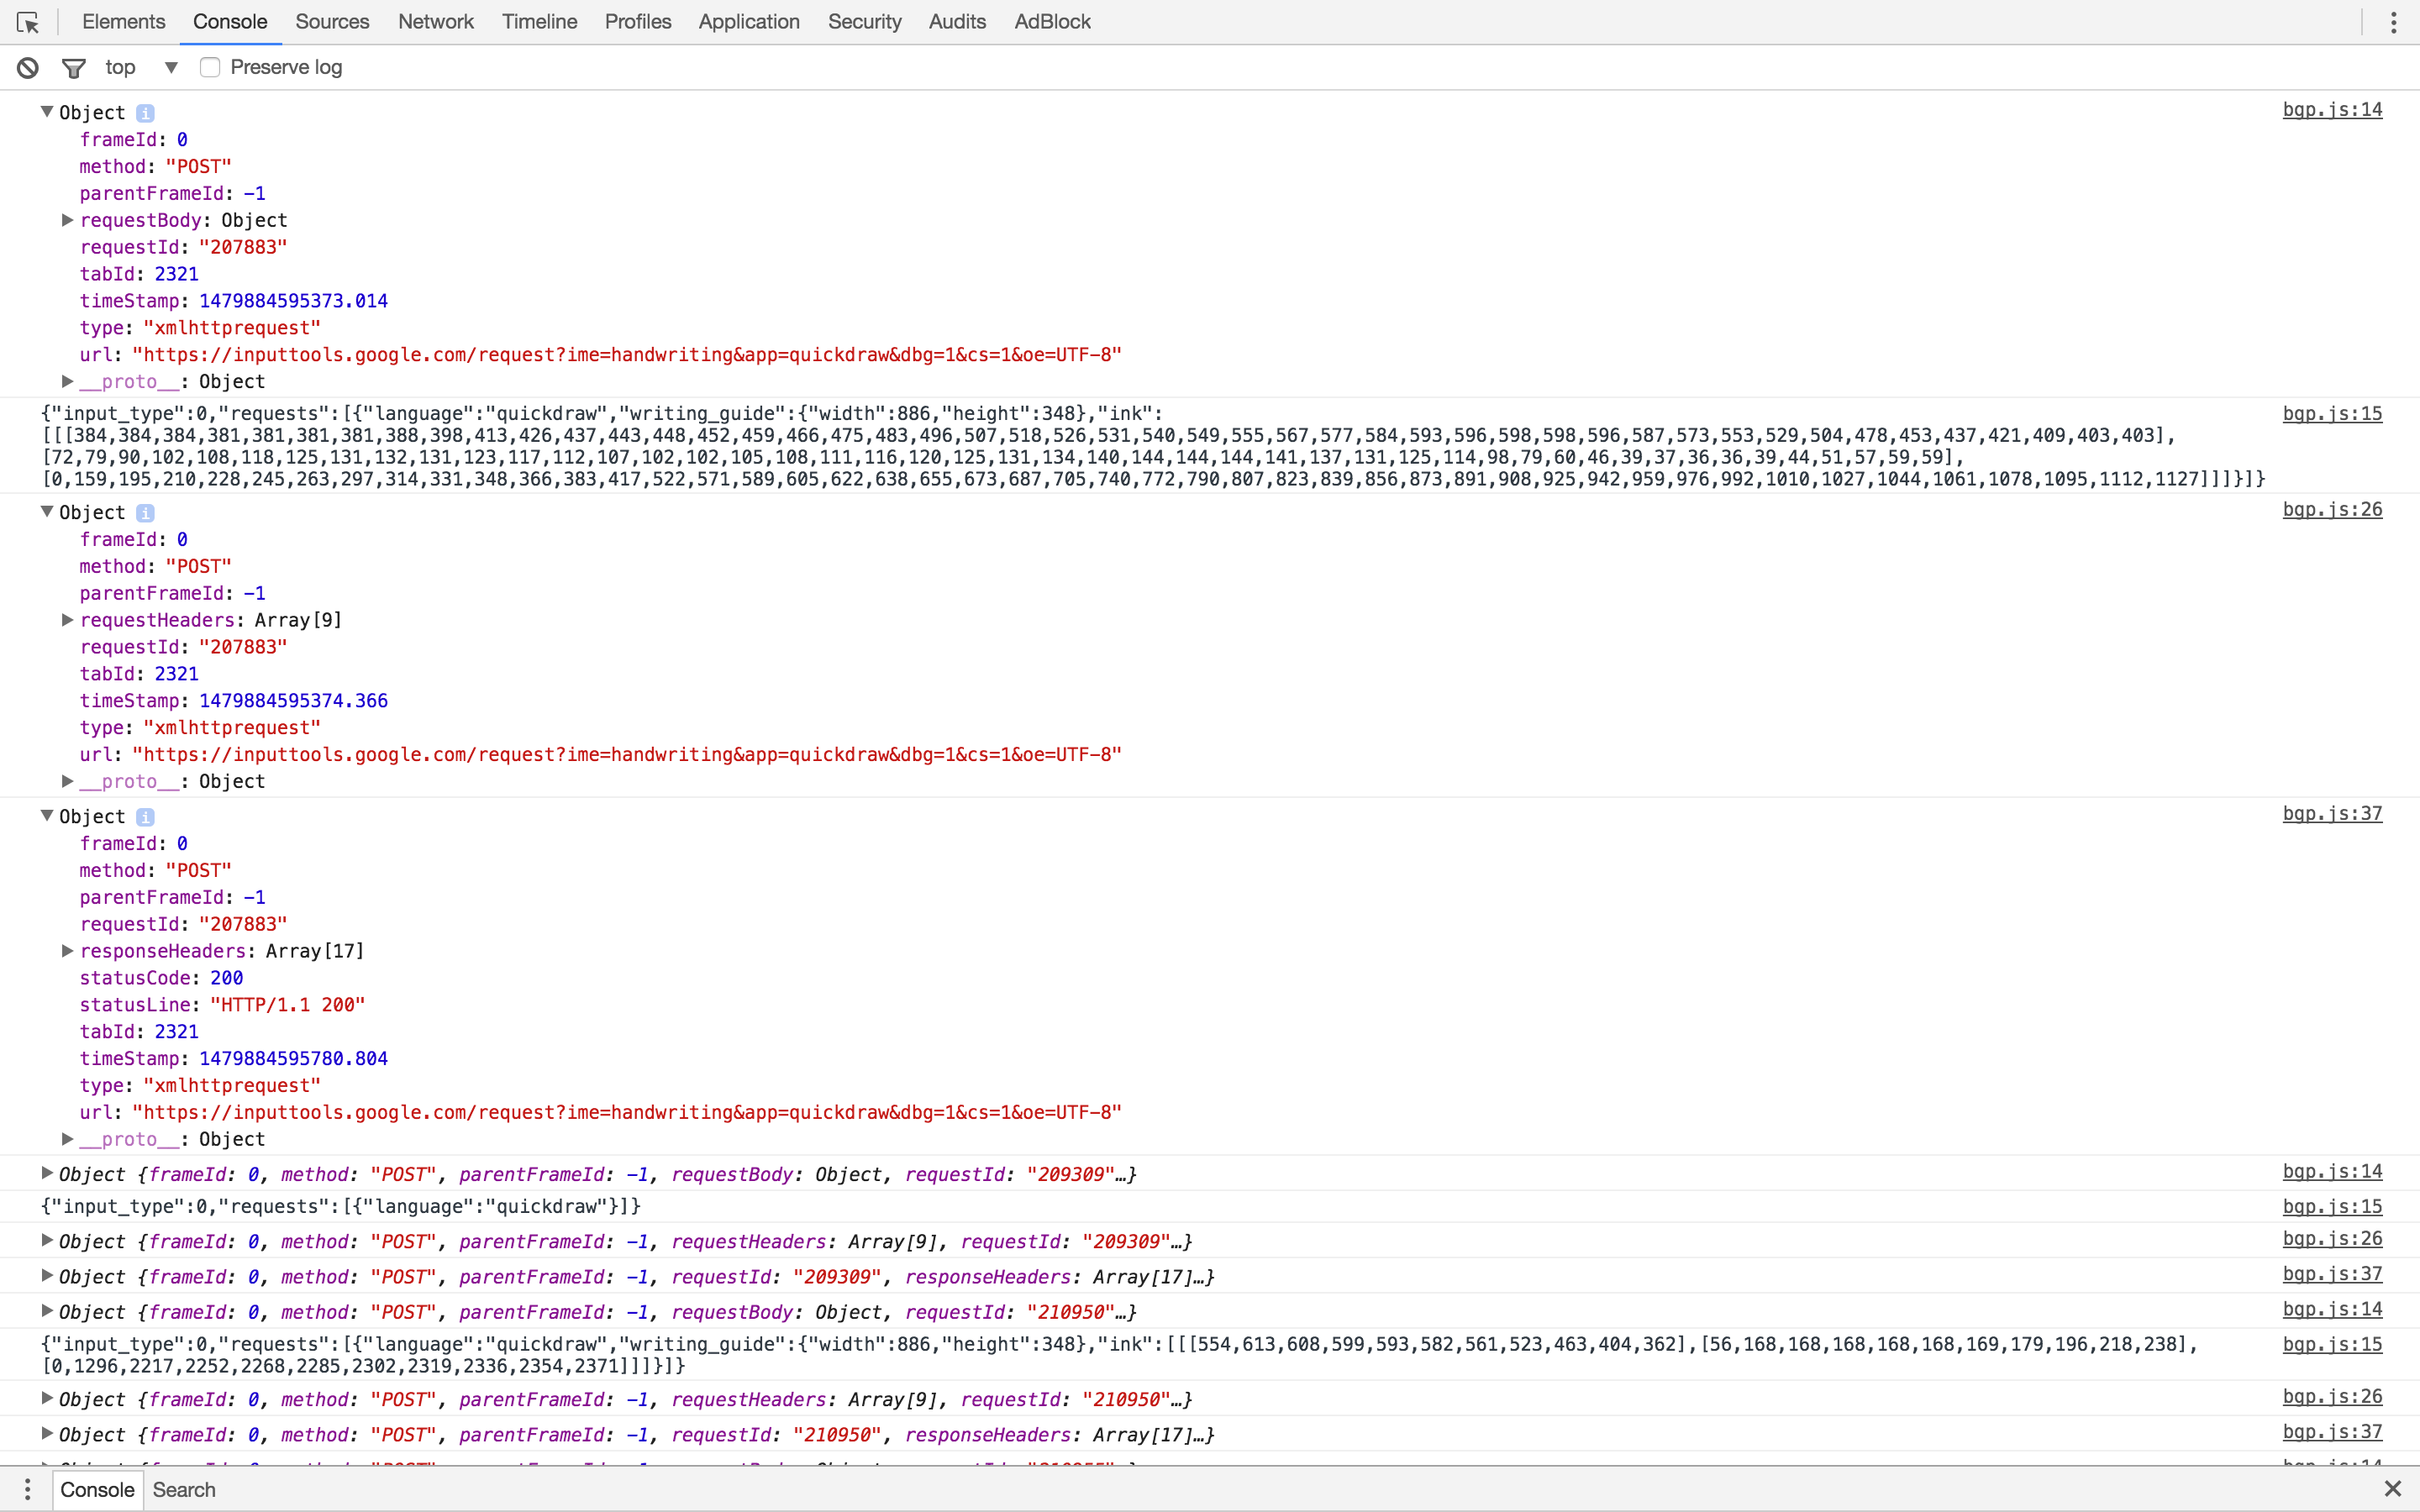 Elements Console Sources Network Timeline Profiles Application Security Audits AdBlock
top Preserve log
Object i bgp.js:14
frameId: 0
method: "POST"
parentFrameId: -1
requestBody: Object
requestId: "207883"
tabId: 2321
timeStamp: 1479884595373.014
type: "xmlhttprequest"
url: "https://inputtools.google.com/request?ime=handwriting&app=quickdraw&dbg=1&cs=1&oe=UTF-8"
__proto__: Object
{"input_type":0,"requests":[{"language":"quickdraw","writing_guide":{"width":886,"height":348},"ink": bgp.js:15
[[[384,384,384,381,381,381,381,388,398,413,426,437,443,448,452,459,466,475,483,496,507,518,526,531,540,549,555,567,577,584,593,596,598,598,596,587,573,553,529,504,478,453,437,421,409,403,403],
[72,79,90,102,108,118,125,131,132,131,123,117,112,107,102,102,105,108,111,116,120,125,131,134,140,144,144,144,141,137,131,125,114,98,79,60,46,39,37,36,36,39,44,51,57,59,59],
[0,159,195,210,228,245,263,297,314,331,348,366,383,417,522,571,589,605,622,638,655,673,687,705,740,772,790,807,823,839,856,873,891,908,925,942,959,976,992,1010,1027,1044,1061,1078,1095,1112,1127]]]}]}
Object i bgp.js:26
frameId: 0
method: "POST"
parentFrameId: -1
requestHeaders: Array[9]
requestId: "207883"
tabId: 2321
timeStamp: 1479884595374.366
type: "xmlhttprequest"
url: "https://inputtools.google.com/request?ime=handwriting&app=quickdraw&dbg=1&cs=1&oe=UTF-8"
__proto__: Object
Object i bgp.js:37
frameId: 0
method: "POST"
parentFrameId: -1
requestId: "207883"
responseHeaders: Array[17]
statusCode: 200
statusLine: "HTTP/1.1 200"
tabId: 2321
timeStamp: 1479884595780.804
type: "xmlhttprequest"
url: "https://inputtools.google.com/request?ime=handwriting&app=quickdraw&dbg=1&cs=1&oe=UTF-8"
__proto__: Object
Object {frameId: 0, method: "POST", parentFrameId: -1, requestBody: Object, requestId: "209309"…} bgp.js:14
{"input_type":0,"requests":[{"language":"quickdraw"}]} bgp.js:15
Object {frameId: 0, method: "POST", parentFrameId: -1, requestHeaders: Array[9], requestId: "209309"…} bgp.js:26
Object {frameId: 0, method: "POST", parentFrameId: -1, requestId: "209309", responseHeaders: Array[17]…} bgp.js:37
Object {frameId: 0, method: "POST", parentFrameId: -1, requestBody: Object, requestId: "210950"…} bgp.js:14
{"input_type":0,"requests":[{"language":"quickdraw","writing_guide":{"width":886,"height":348},"ink":[[[554,613,608,599,593,582,561,523,463,404,362],[56,168,168,168,168,168,169,179,196,218,238], bgp.js:15
[0,1296,2217,2252,2268,2285,2302,2319,2336,2354,2371]]]}]}
Object {frameId: 0, method: "POST", parentFrameId: -1, requestHeaders: Array[9], requestId: "210950"…} bgp.js:26
Object {frameId: 0, method: "POST", parentFrameId: -1, requestId: "210950", responseHeaders: Array[17]…} bgp.js:37
Console Search